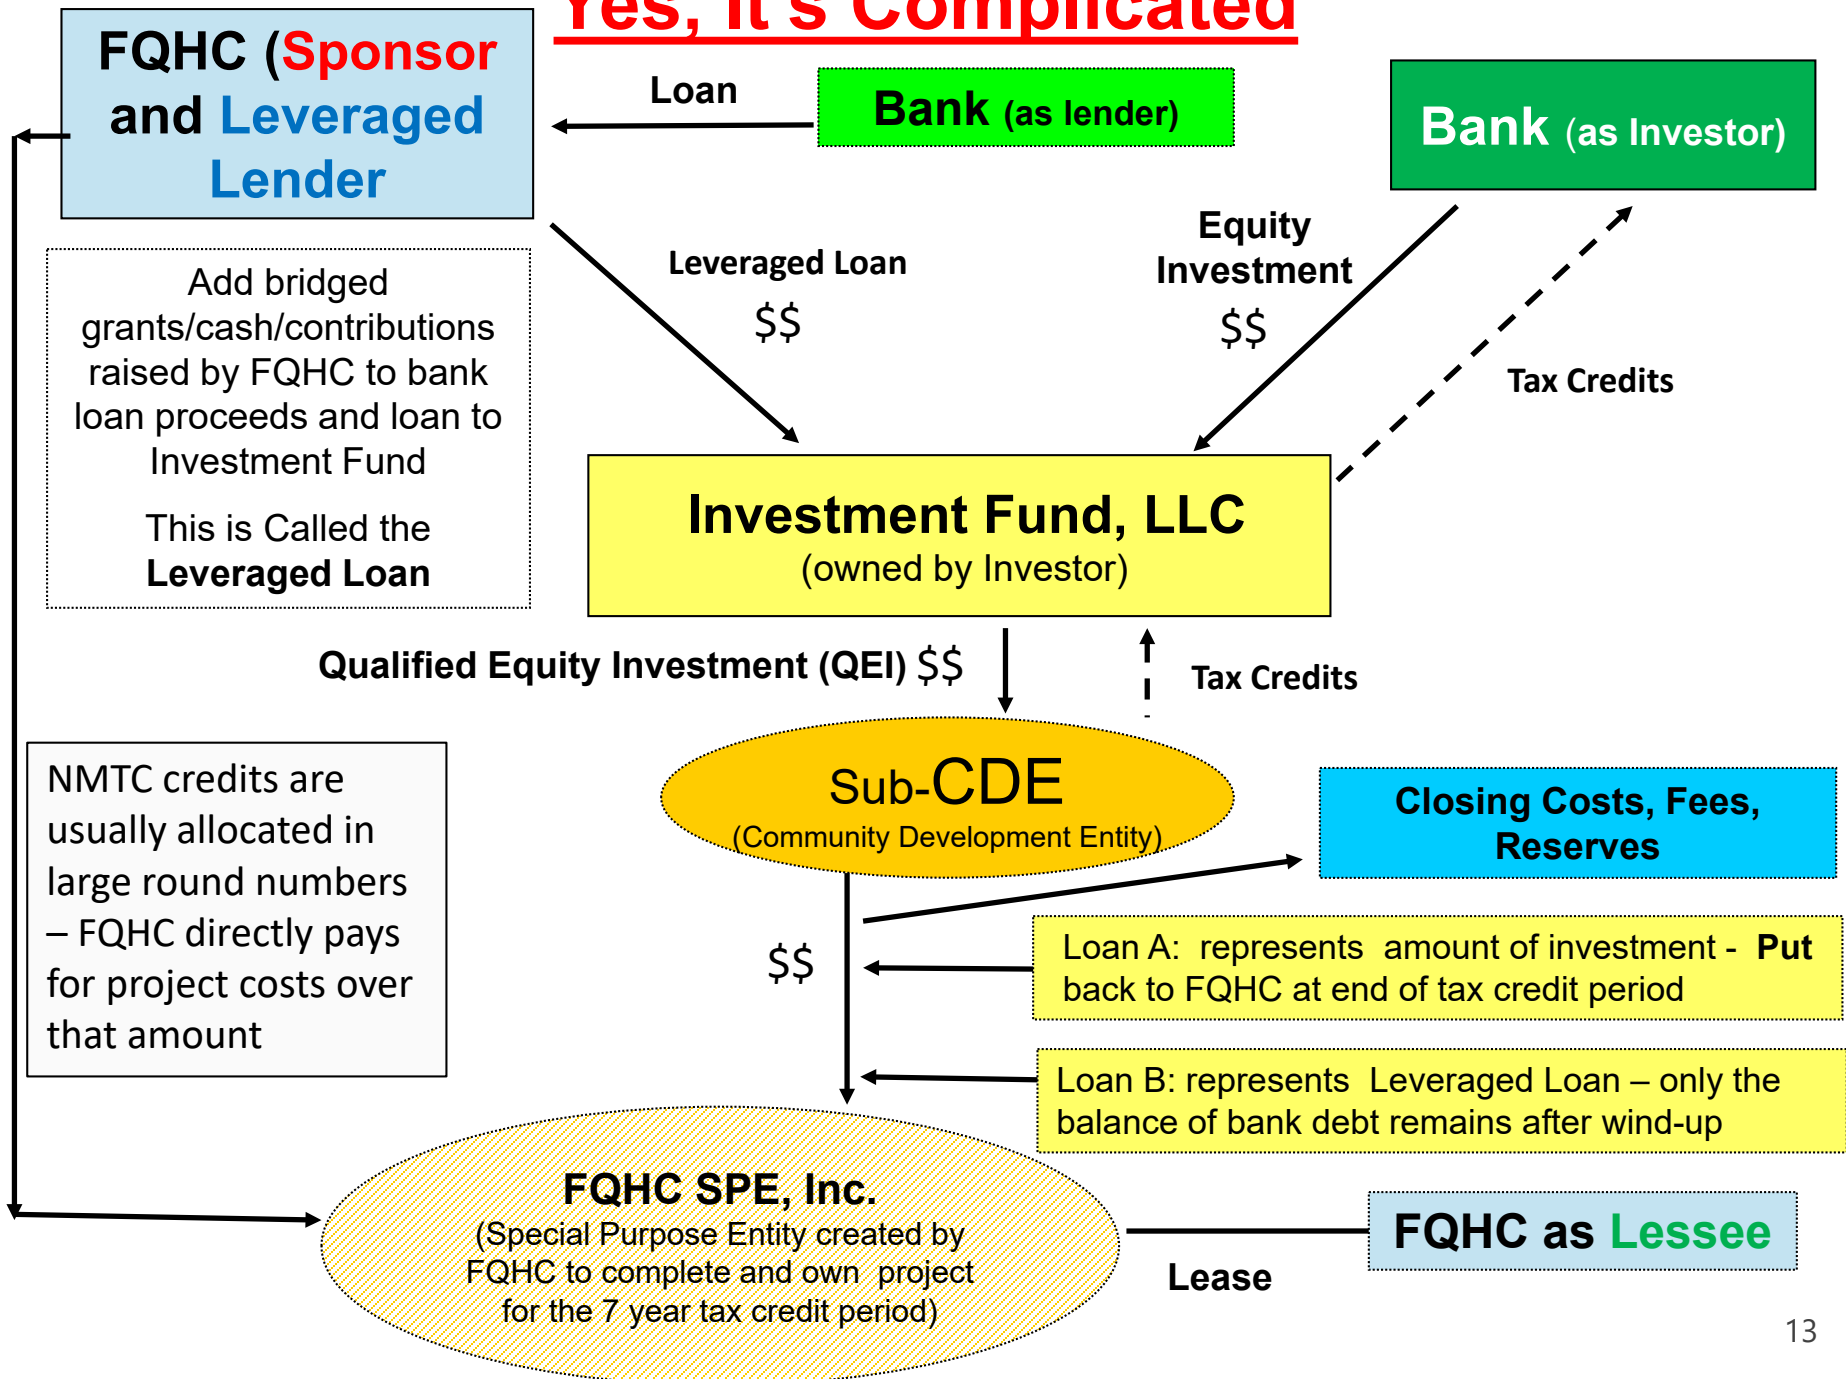 Yes, it's Complicated
FQHC (Sponsor
and Leveraged
Lender
Loan
Bank (as lender)
Bank (as Investor)
Equity
Investment
$$
Leveraged Loan
$$
Tax Credits
Add bridged
grants/cash/contributions
raised by FQHC to bank
loan proceeds and loan to
Investment Fund
This is Called the
Leveraged Loan
Investment Fund, LLC
(owned by Investor)
Qualified Equity Investment (QEI) $$
Tax Credits
Sub-CDE
(Community Development Entity)
NMTC credits are
usually allocated in
large round numbers
– FQHC directly pays
for project costs over
that amount
Closing Costs, Fees,
Reserves
$$
Loan A: represents amount of investment - Put
back to FQHC at end of tax credit period
Loan B: represents Leveraged Loan – only the
balance of bank debt remains after wind-up
FQHC SPE, Inc.
(Special Purpose Entity created by
FQHC to complete and own project
for the 7 year tax credit period)
Lease
FQHC as Lessee
13